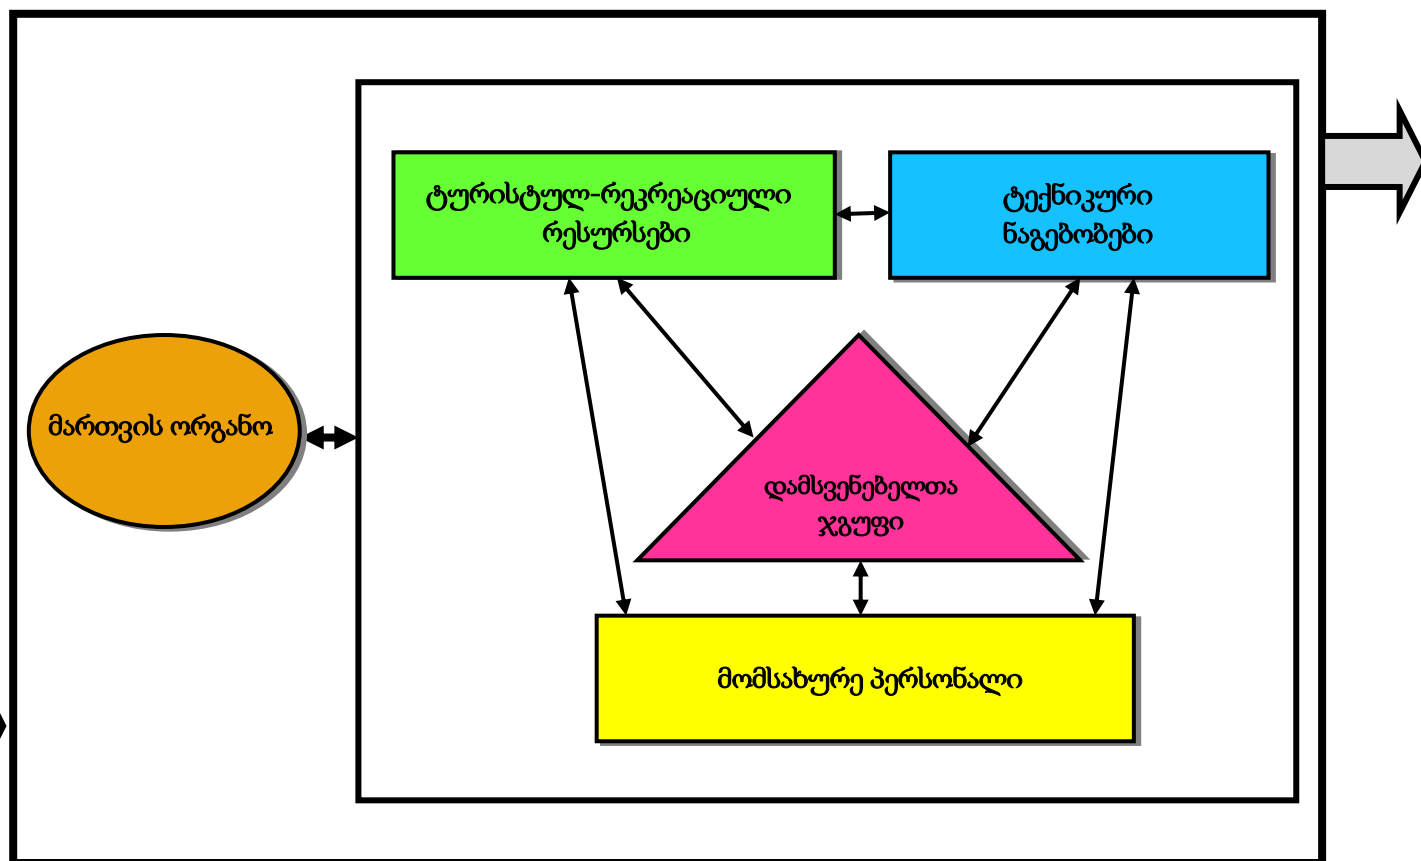 ტურისტულ-რეკრეაციული
რესურსები
ტექნიკური
ნაგებობები
მართვის ორგანო
დამსვენებელთა
ჯგუფი
მომსახურე პერსონალი